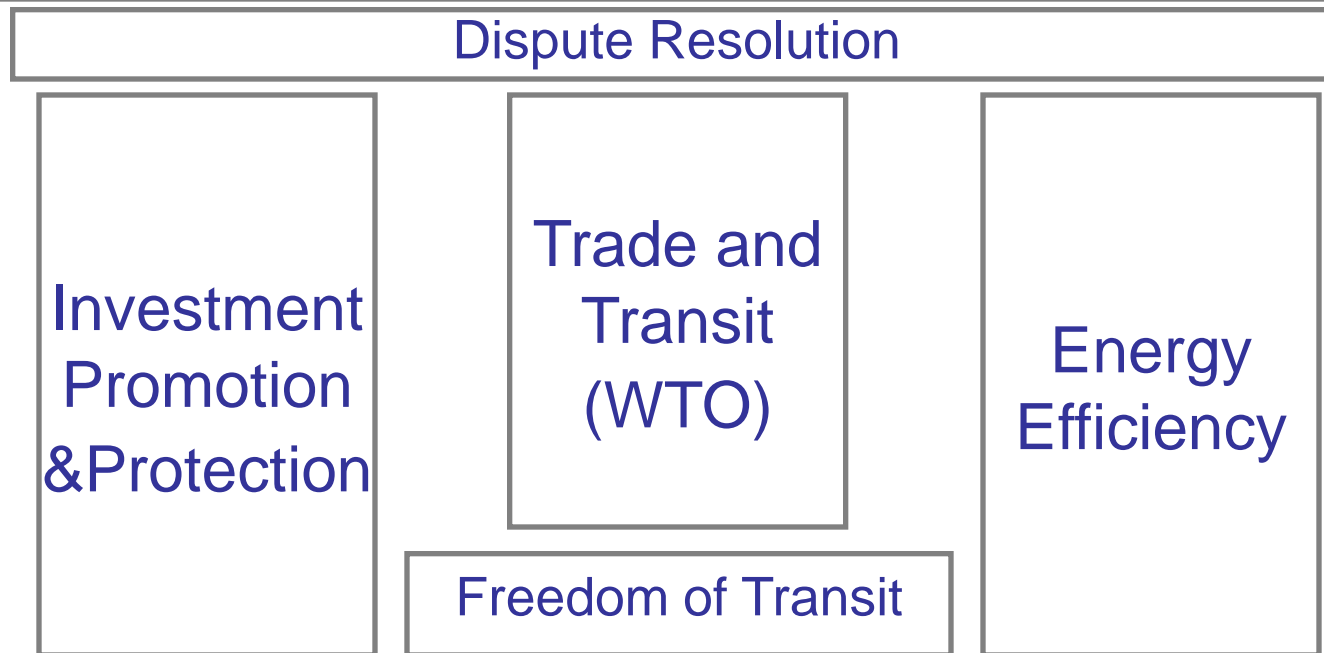 Dispute Resolution
Investment
Promotion
&Protection
Trade and
Transit
(WTO)
Energy
Efficiency
Freedom of Transit